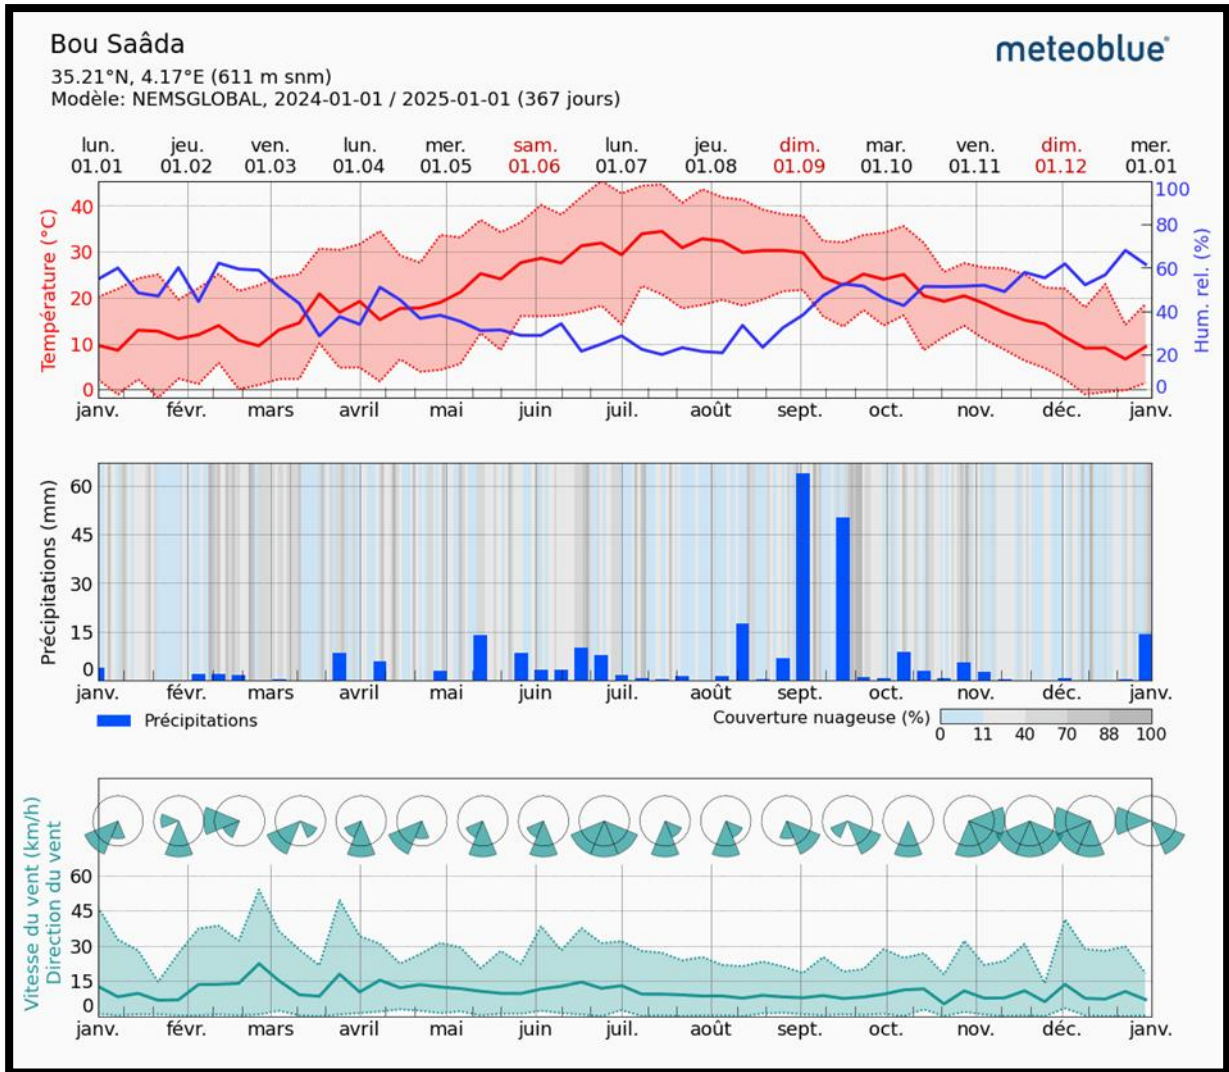 Bou Saâda
meteoblue
35.21°N, 4.17°E (611 m snm)
Modèle: NEMSGLOBAL, 2024-01-01 / 2025-01-01 (367 jours)
lun. jeu. ven. lun. mer. sam. lun. jeu. dim. mar. ven. dim. mer.
01.01 01.02 01.03 01.04 01.05 01.06 01.07 01.08 01.09 01.10 01.11 01.12 01.01
Température (°C)
40
30
20
10
0
100
80
60
40
20
0
Hum. rel. (%)
janv. févr. mars avril mai juin juil. août sept. oct. nov. déc. janv.
Précipitations (mm)
60
45
30
15
0
janv. févr. mars avril mai juin juil. août sept. oct. nov. déc. janv.
Précipitations
Couverture nuageuse (%)
0 11 40 70 88 100
Vitesse du vent (km/h)
Direction du vent
60
45
30
15
0
janv. févr. mars avril mai juin juil. août sept. oct. nov. déc. janv.